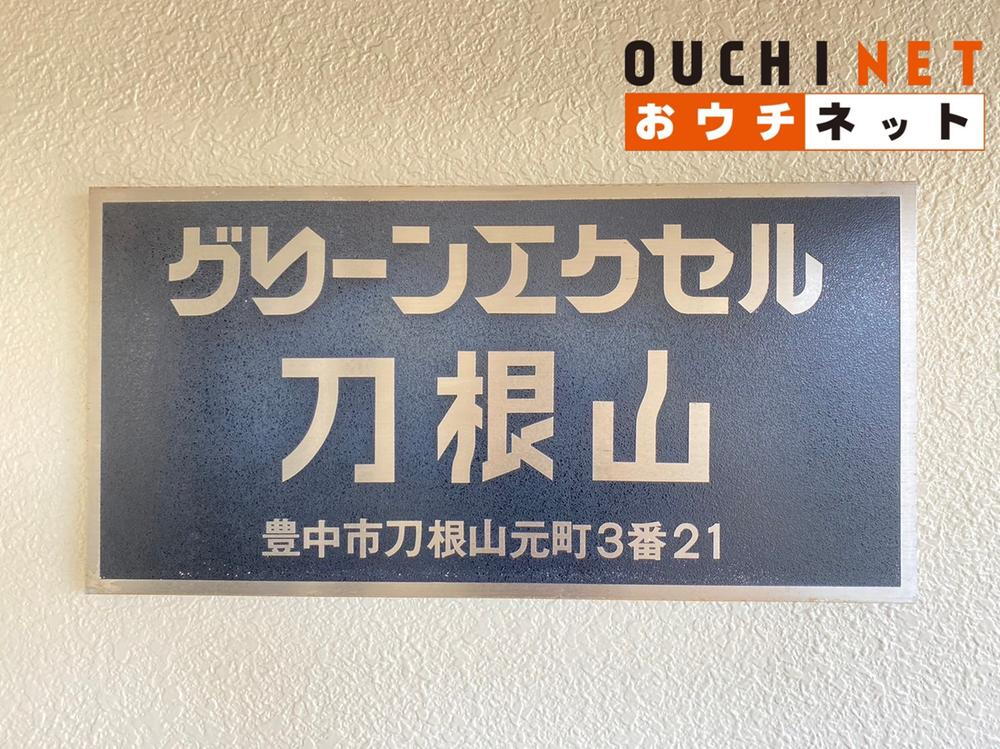 OUCHI NET
おウチネット
グリーンエクセル
刀根山
豊中市刀根山元町3番21